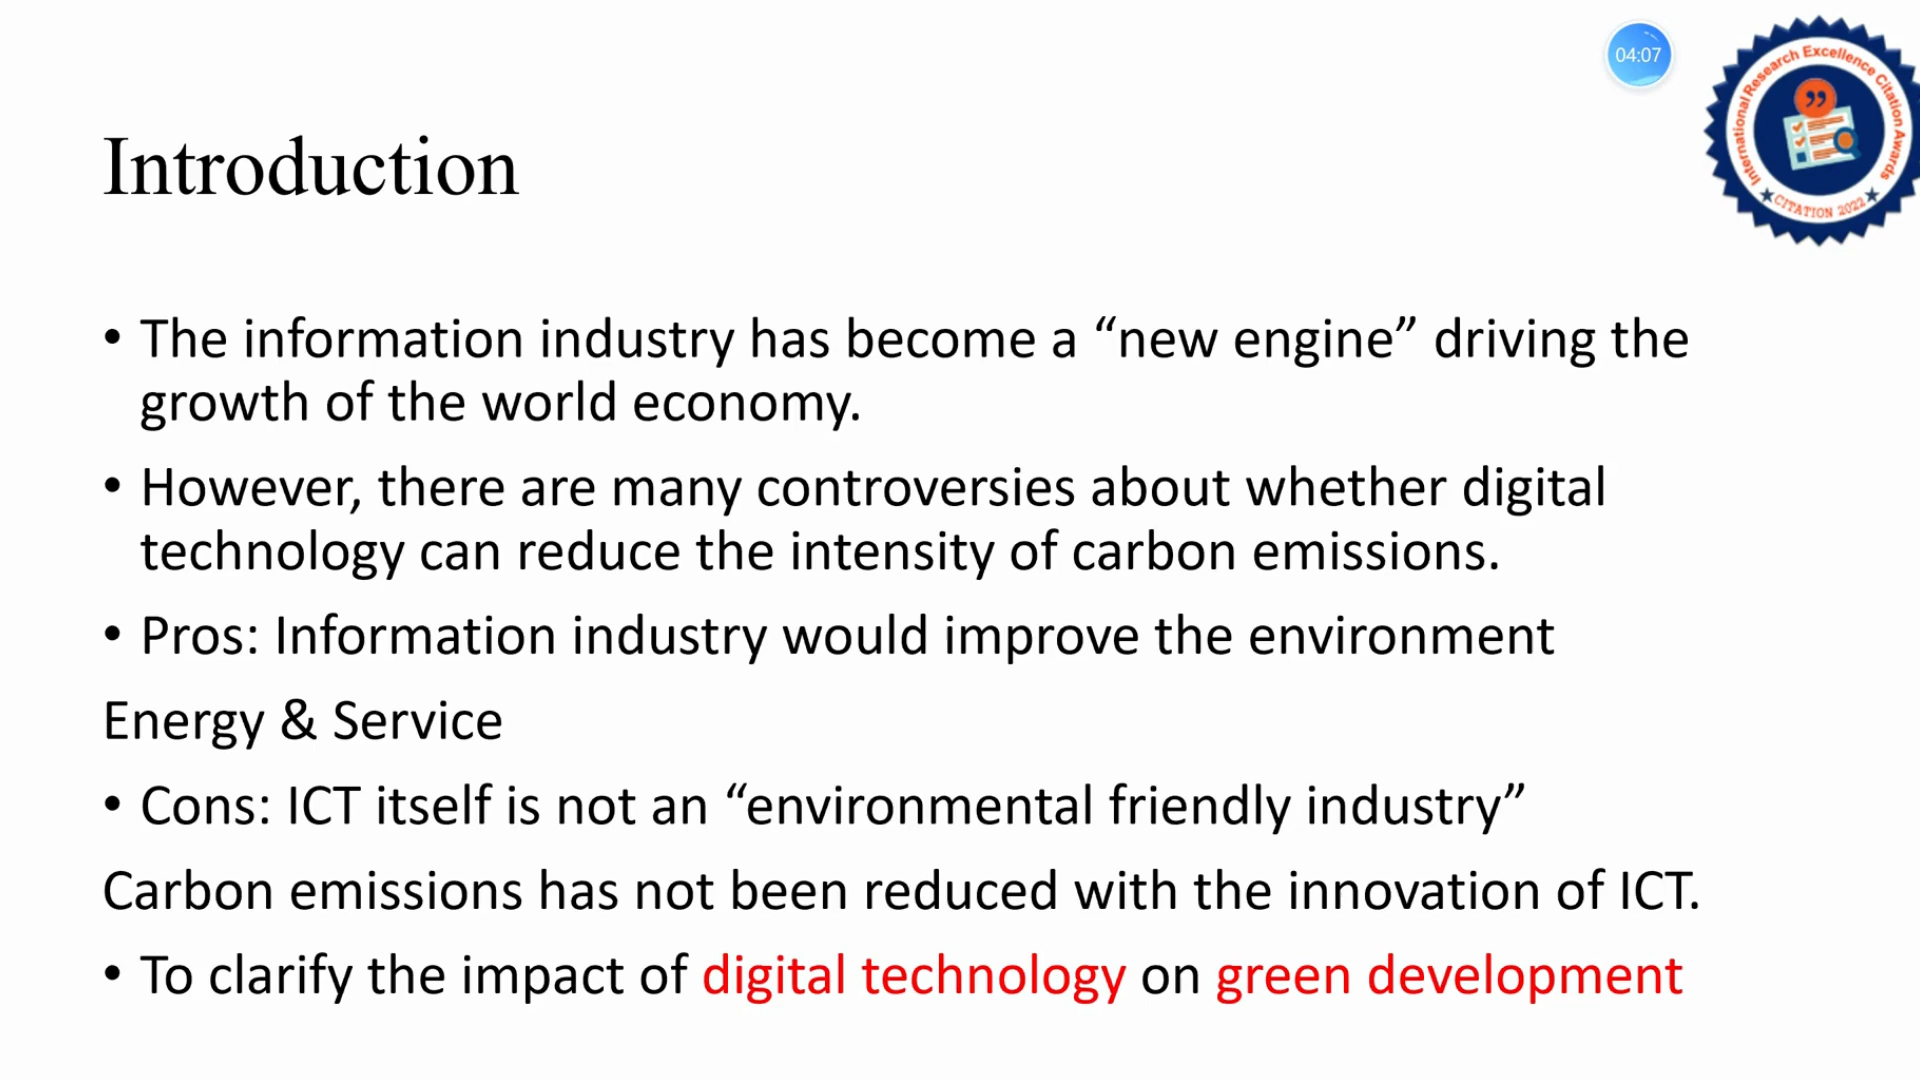 04:07
International Research Excellence Citation Awards
CITATION 2022
Introduction
• The information industry has become a “new engine” driving the
growth of the world economy.
• However, there are many controversies about whether digital
technology can reduce the intensity of carbon emissions.
• Pros: Information industry would improve the environment
Energy & Service
• Cons: ICT itself is not an “environmental friendly industry”
Carbon emissions has not been reduced with the innovation of ICT.
• To clarify the impact of digital technology on green development